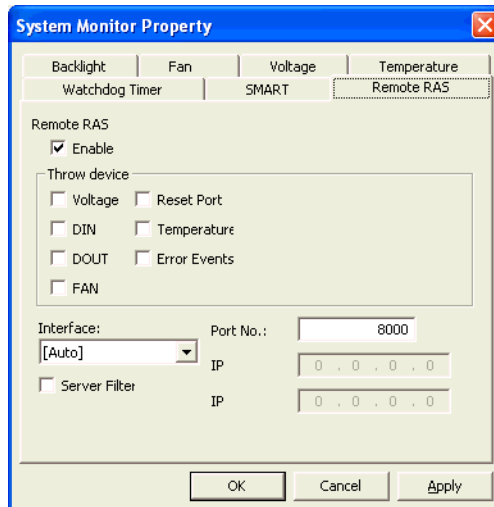 System Monitor Property
Backlight Fan Voltage Temperature
Watchdog Timer SMART Remote RAS
Remote RAS
Enable
Throw device
Voltage Reset Port
DIN Temperature
DOUT Error Events
FAN
Interface: Port No.: 8000
[Auto]
IP 0 . 0 . 0 . 0
Server Filter
IP 0 . 0 . 0 . 0
OK Cancel Apply